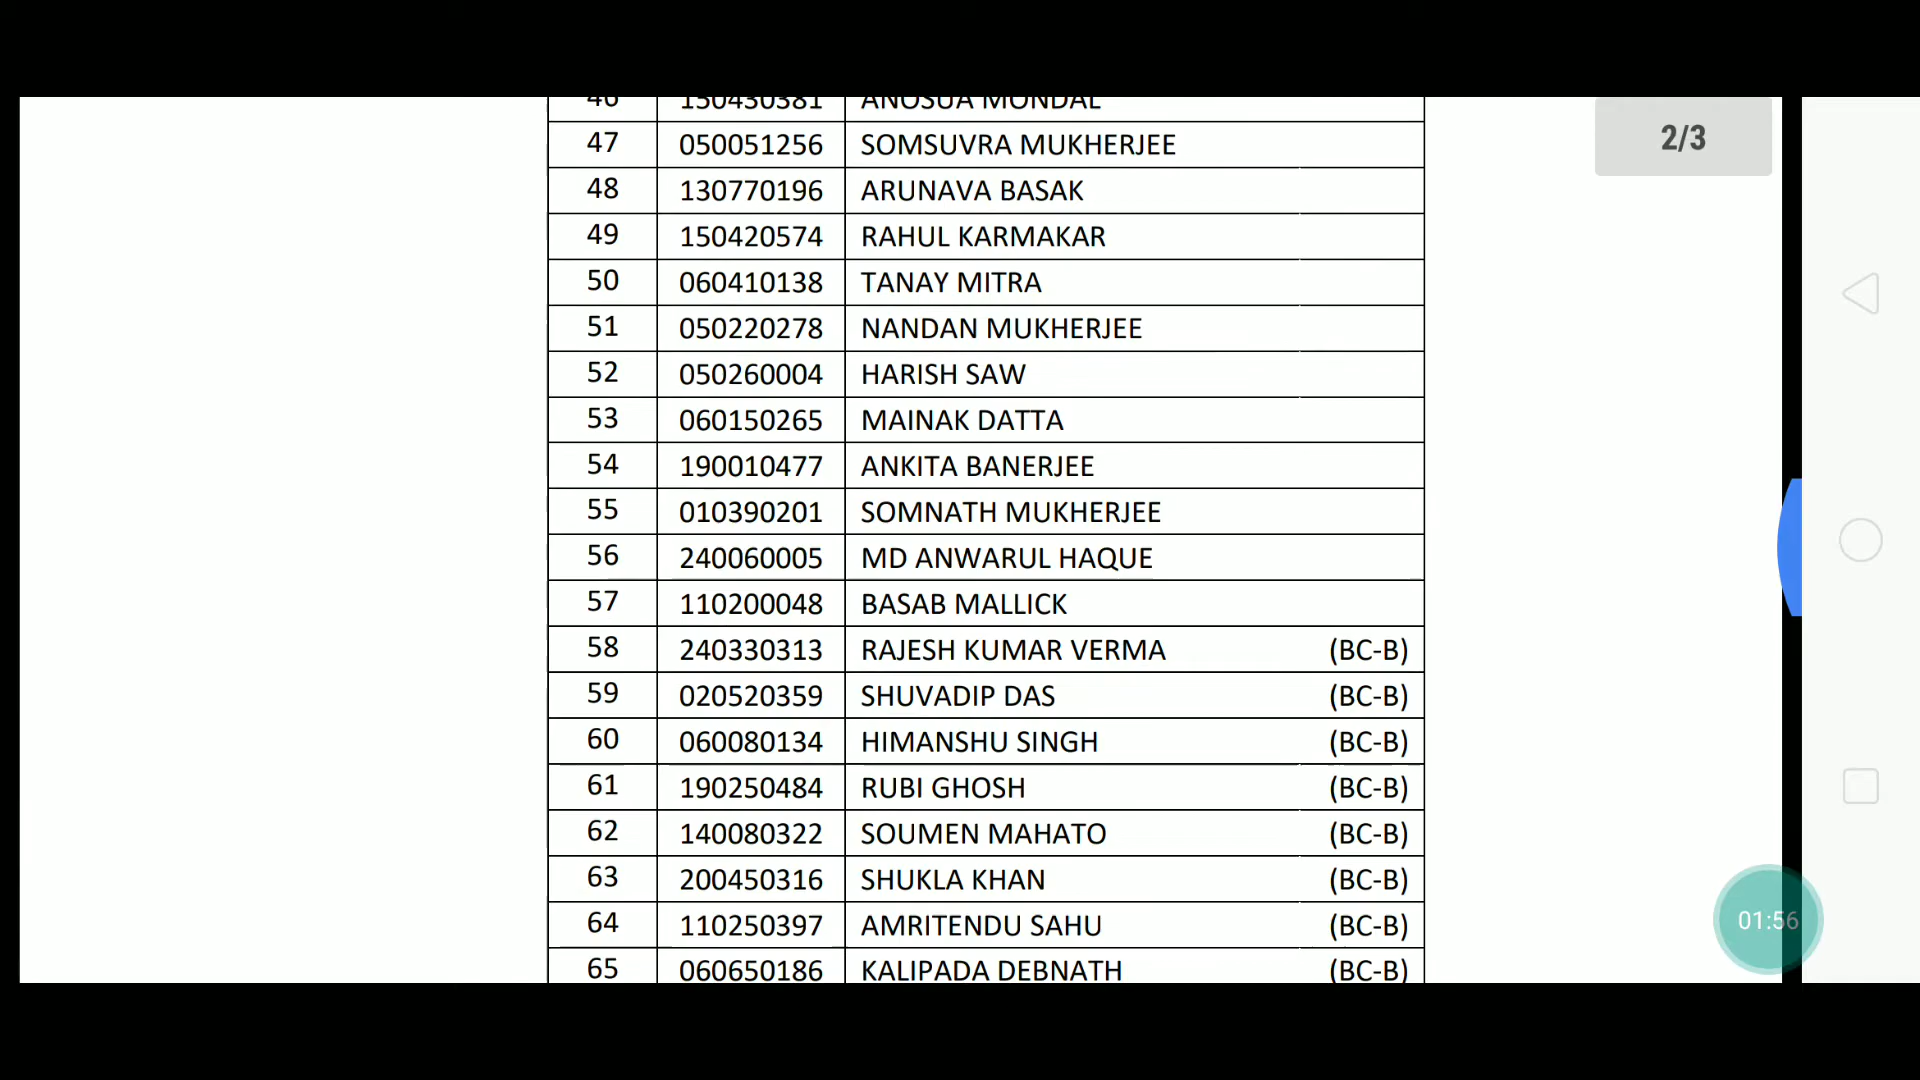 46 150430381 ANOSUA MONDAL
2/3
47 050051256 SOMSUVRA MUKHERJEE
48 130770196 ARUNAVA BASAK
49 150420574 RAHUL KARMAKAR
50 060410138 TANAY MITRA
51 050220278 NANDAN MUKHERJEE
52 050260004 HARISH SAW
53 060150265 MAINAK DATTA
54 190010477 ANKITA BANERJEE
55 010390201 SOMNATH MUKHERJEE
56 240060005 MD ANWARUL HAQUE
57 110200048 BASAB MALLICK
58 240330313 RAJESH KUMAR VERMA (BC-B)
59 020520359 SHUVADIP DAS (BC-B)
60 060080134 HIMANSHU SINGH (BC-B)
61 190250484 RUBI GHOSH (BC-B)
62 140080322 SOUMEN MAHATO (BC-B)
63 200450316 SHUKLA KHAN (BC-B)
64 110250397 AMRITENDU SAHU (BC-B)
01:56
65 060650186 KALIPADA DEBNATH (BC-B)